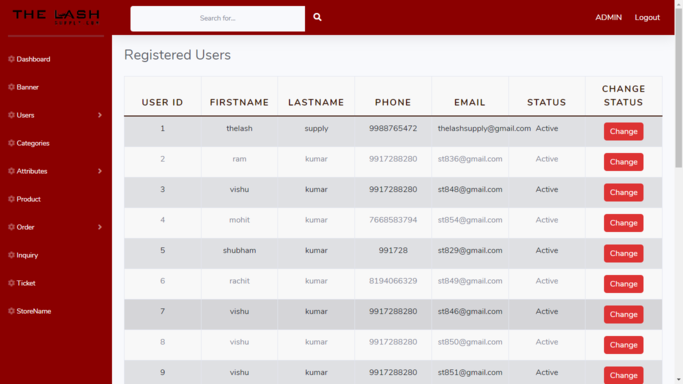 THE LASH
Search for...
ADMIN
Logout
Dashboard
Banner
Users
Categories
Attributes
Product
Order
Inquiry
Ticket
StoreName
Registered Users
USER ID FIRSTNAME LASTNAME PHONE EMAIL STATUS CHANGE STATUS
1 thelash supply 9988765472 thelashsupply@gmail.com Active Change
2 ram kumar 9917288280 st836@gmail.com Active Change
3 vishu kumar 9917288280 st848@gmail.com Active Change
4 mohit kumar 7668583794 st854@gmail.com Active Change
5 shubham kumar 991728 st829@gmail.com Active Change
6 rachit kumar 8194066329 st849@gmail.com Active Change
7 vishu kumar 9917288280 st846@gmail.com Active Change
8 vishu kumar 9917288280 st850@gmail.com Active Change
9 vishu kumar 9917288280 st851@gmail.com Active Change